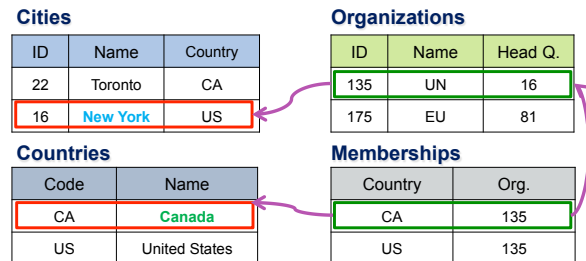 Cities
ID Name Country
22 Toronto CA
16 New York US
Organizations
ID Name Head Q.
135 UN 16
175 EU 81
Countries
Code Name
CA Canada
US United States
Memberships
Country Org.
CA 135
US 135